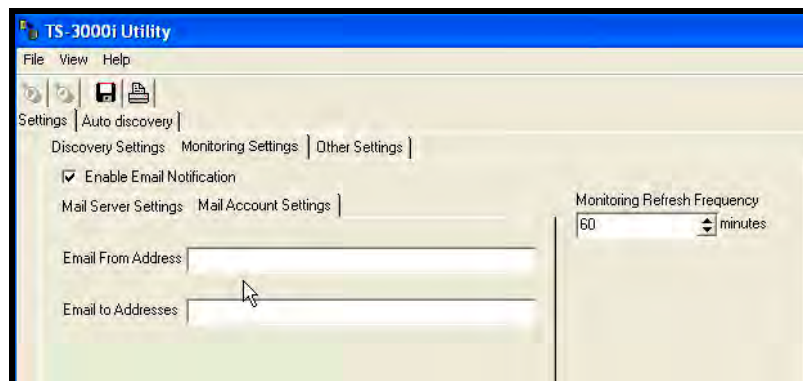 TS-3000i Utility
File View Help
Settings Auto discovery
Discovery Settings Monitoring Settings Other Settings
Enable Email Notification
Mail Server Settings Mail Account Settings
Monitoring Refresh Frequency
60 minutes
Email From Address
Email to Addresses